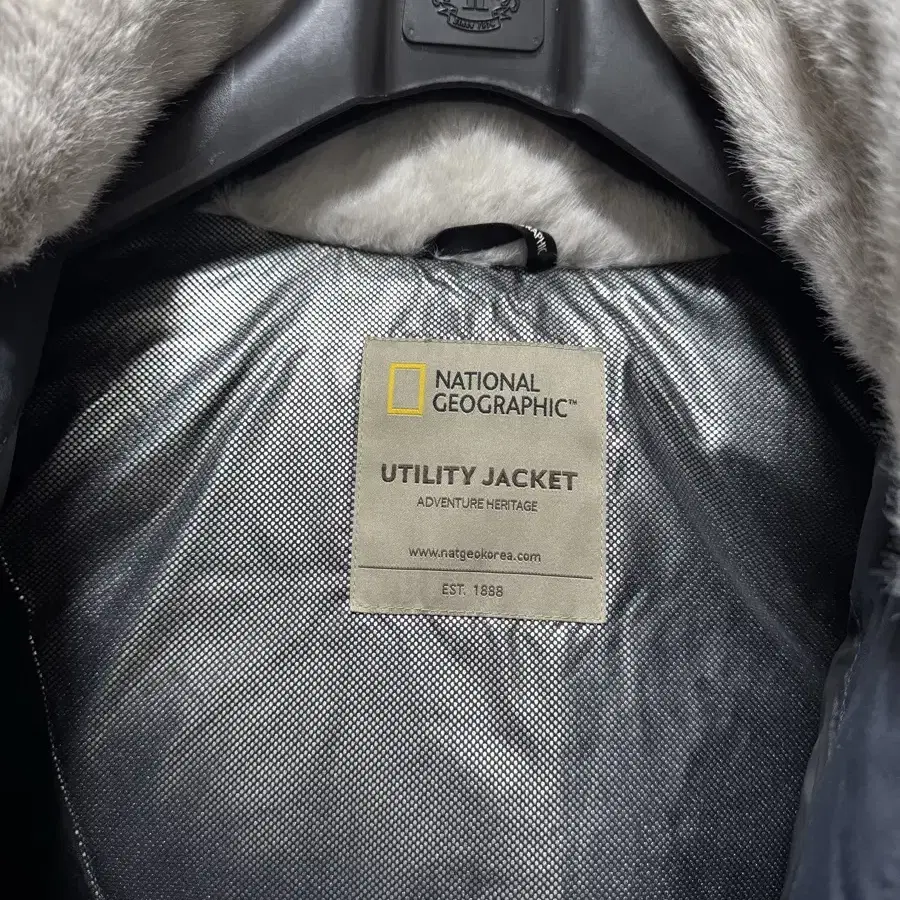 NATIONAL
GEOGRAPHIC™
UTILITY JACKET
ADVENTURE HERITAGE
www.natgeokorea.com
EST. 1888